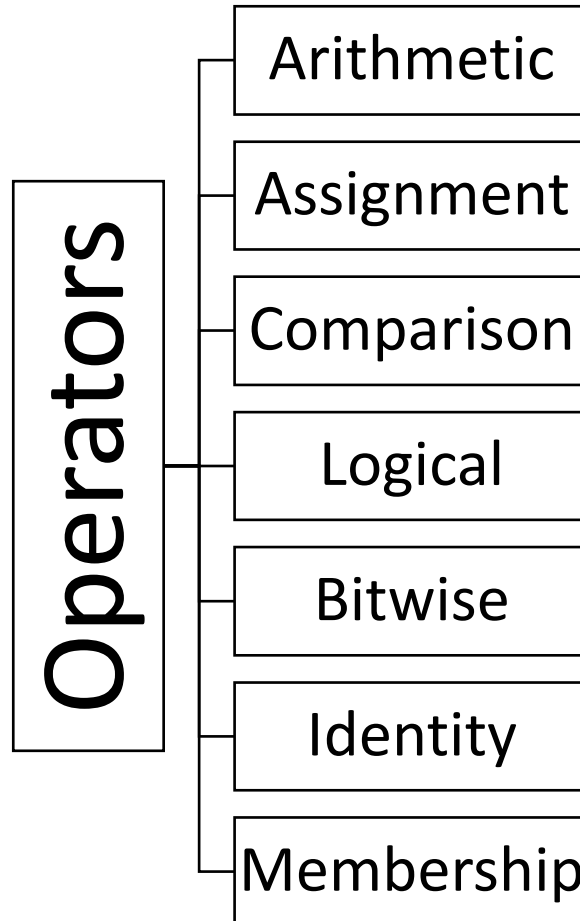 Operators
Arithmetic
Assignment
Comparison
Logical
Bitwise
Identity
Membership